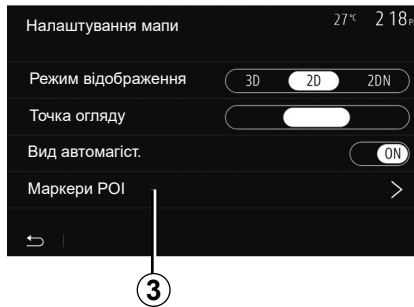 Налаштування мапи 27°C 2 18
Режим відображення 3D 2D 2DN
Точка огляду
Вид автомагіст. ON
Маркери POI
3